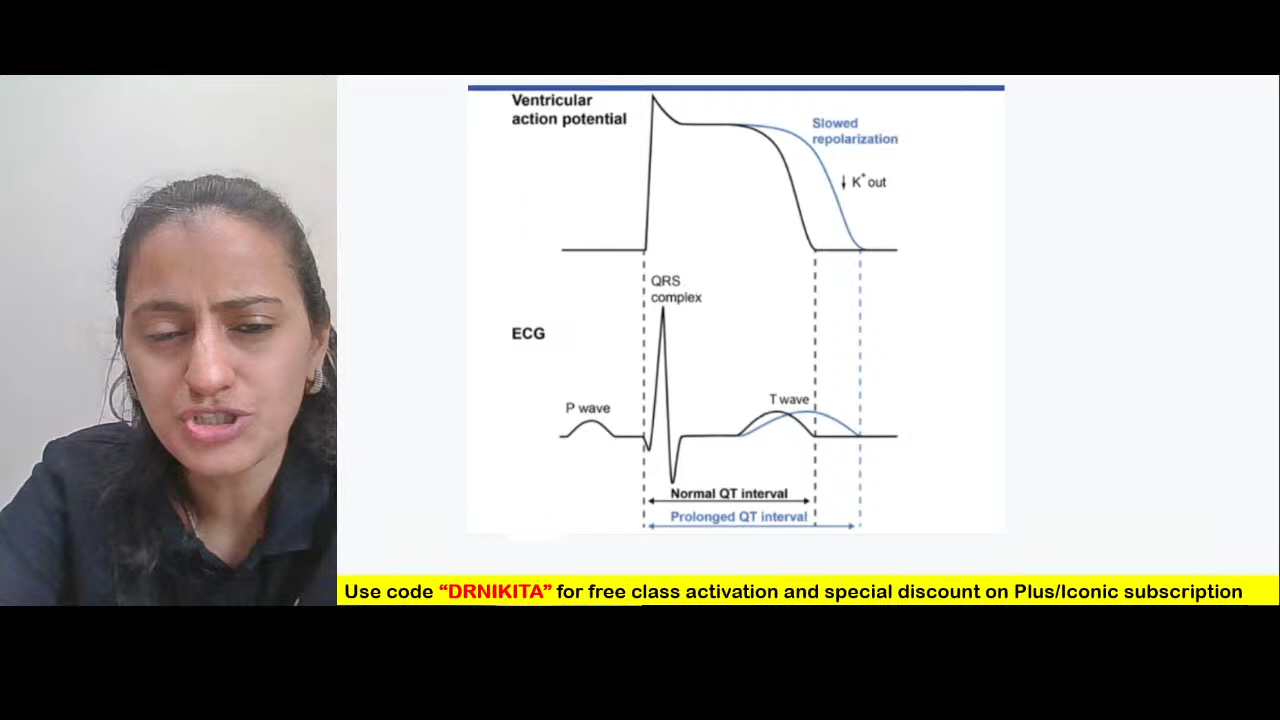 Ventricular
action potential
Slowed
repolarization
↓ K⁺ out
QRS
complex
ECG
P wave
T wave
Normal QT interval
Prolonged QT interval
Use code “DRNIKITA” for free class activation and special discount on Plus/Iconic subscription